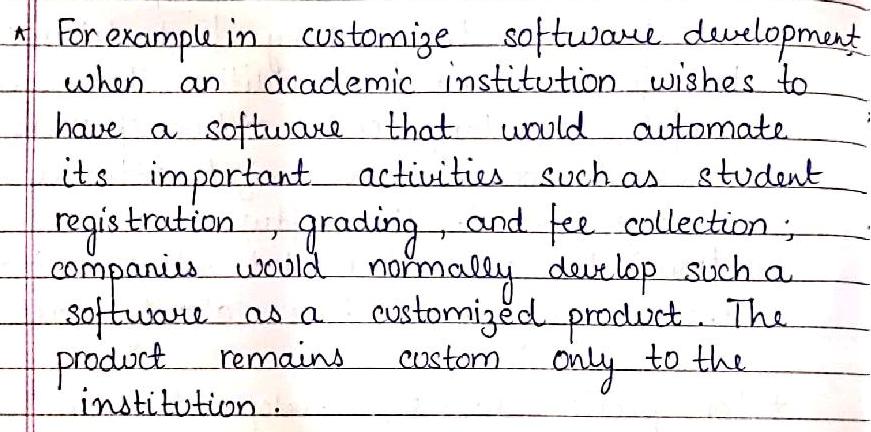 * For example in customize software development,
when an academic institution wishes to
have a software that would automate
its important activities such as student
registration, grading, and fee collection;
companies would normally develop such a
software as a customized product. The
product remains custom only to the
institution.